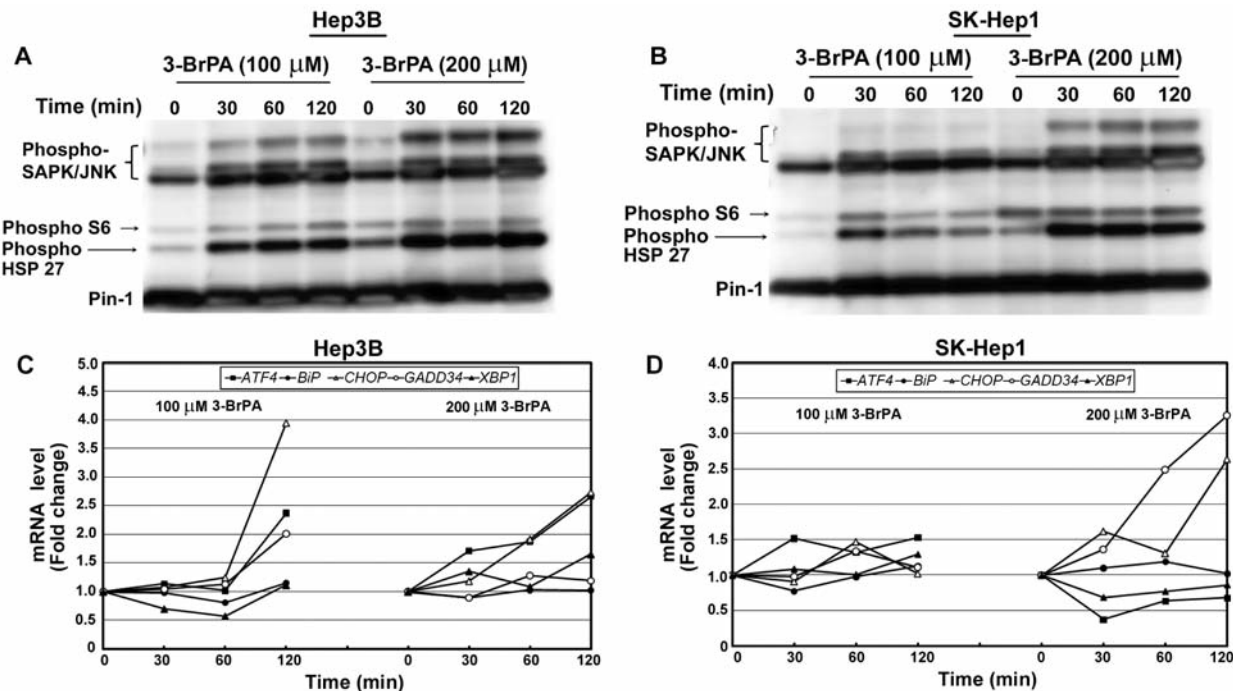 Hep3B
A
3-BrPA (100 μM) 3-BrPA (200 μM)
Time (min) 0 30 60 120 0 30 60 120
Phospho-
SAPK/JNK
Phospho S6
Phospho
HSP 27
Pin-1
SK-Hep1
B
3-BrPA (100 μM) 3-BrPA (200 μM)
Time (min) 0 30 60 120 0 30 60 120
Phospho-
SAPK/JNK
Phospho S6
Phospho
HSP 27
Pin-1
C
Hep3B
ATF4 BiP CHOP GADD34 XBP1
100 μM 3-BrPA 200 μM 3-BrPA
mRNA level
(Fold change)
5.0
4.5
4.0
3.5
3.0
2.5
2.0
1.5
1.0
0.5
0
0 30 60 120 0 30 60 120
Time (min)
D
SK-Hep1
ATF4 BiP CHOP GADD34 XBP1
100 μM 3-BrPA 200 μM 3-BrPA
mRNA level
(Fold change)
4.0
3.5
3.0
2.5
2.0
1.5
1.0
0.5
0
0 30 60 120 0 30 60 120
Time (min)